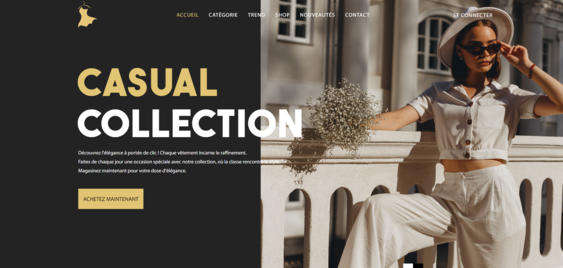 ACCUEIL CATÉGORIE TREND SHOP NOUVEAUTÉS CONTACT SE CONNECTER
CASUAL
COLLECTION
Découvrez l'élégance à portée de clic ! Chaque vêtement incarne le raffinement.
Faites de chaque jour une occasion spéciale avec notre collection, où la classe rencontre
Magasinez maintenant pour votre dose d'élégance.
ACHETEZ MAINTENANT